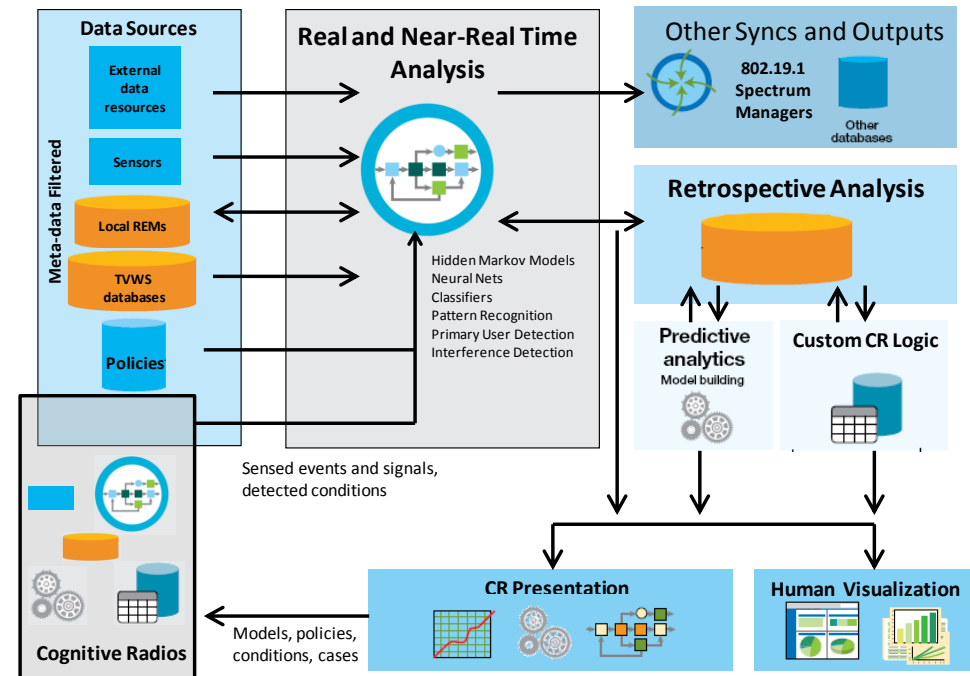 Data Sources
External
data
resources
Sensors
Local REMs
TVWS
databases
Policies
Meta-data Filtered
Real and Near-Real Time
Analysis
Hidden Markov Models
Neural Nets
Classifiers
Pattern Recognition
Primary User Detection
Interference Detection
Other Syncs and Outputs
802.19.1
Spectrum
Managers
Other
databases
Retrospective Analysis
Predictive
analytics
Model building
Custom CR Logic
Sensed events and signals,
detected conditions
Cognitive Radios
Models, policies,
conditions, cases
CR Presentation
Human Visualization